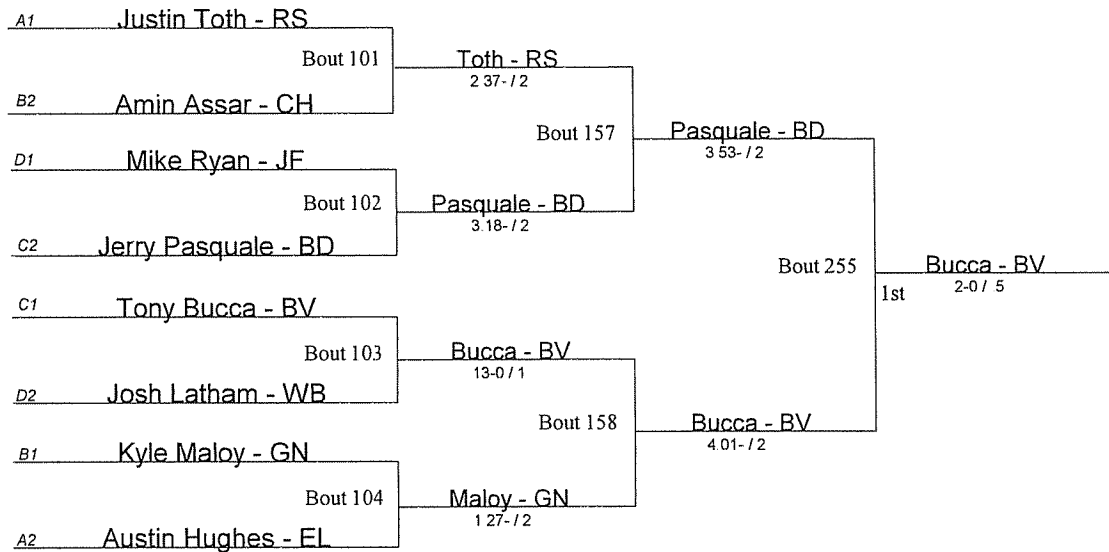 A1 Justin Toth - RS
Bout 101
Toth - RS
2 37- / 2
B2 Amin Assar - CH
Bout 157
Pasquale - BD
3 53- / 2
D1 Mike Ryan - JF
Bout 102
Pasquale - BD
3.18- / 2
C2 Jerry Pasquale - BD
Bout 255
Bucca - BV
2-0 / 5
1st
C1 Tony Bucca - BV
Bout 103
Bucca - BV
13-0 / 1
D2 Josh Latham - WB
Bout 158
Bucca - BV
4.01- / 2
B1 Kyle Maloy - GN
Bout 104
Maloy - GN
1 27- / 2
A2 Austin Hughes - EL